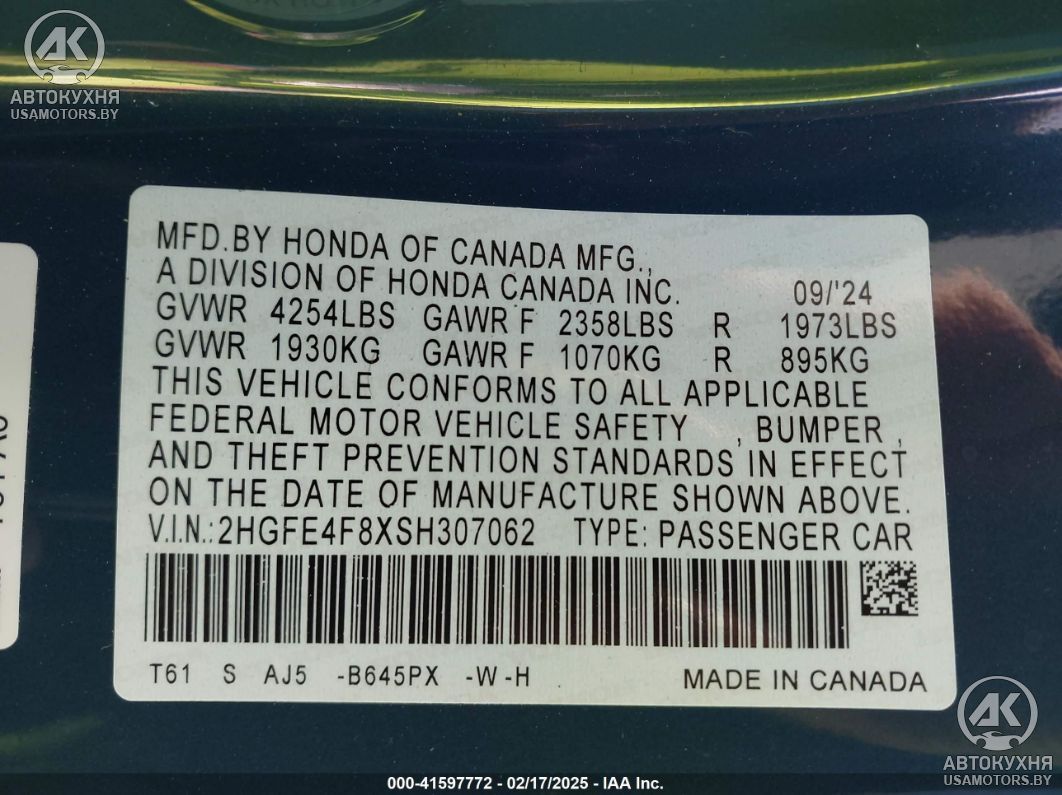 AK
АВТОКУХНЯ
USAMOTORS.BY
MFD.BY HONDA OF CANADA MFG.,
A DIVISION OF HONDA CANADA INC. 09/'24
GVWR 4254LBS GAWR F 2358LBS R 1973LBS
GVWR 1930KG GAWR F 1070KG R 895KG
THIS VEHICLE CONFORMS TO ALL APPLICABLE
FEDERAL MOTOR VEHICLE SAFETY , BUMPER ,
AND THEFT PREVENTION STANDARDS IN EFFECT
ON THE DATE OF MANUFACTURE SHOWN ABOVE.
V.I.N.:2HGFE4F8XSH307062 TYPE: PASSENGER CAR
T61 S AJ5 -B645PX -W -H MADE IN CANADA
AK
АВТОКУХНЯ
USAMOTORS.BY
000-41597772 - 02/17/2025 - IAA Inc.